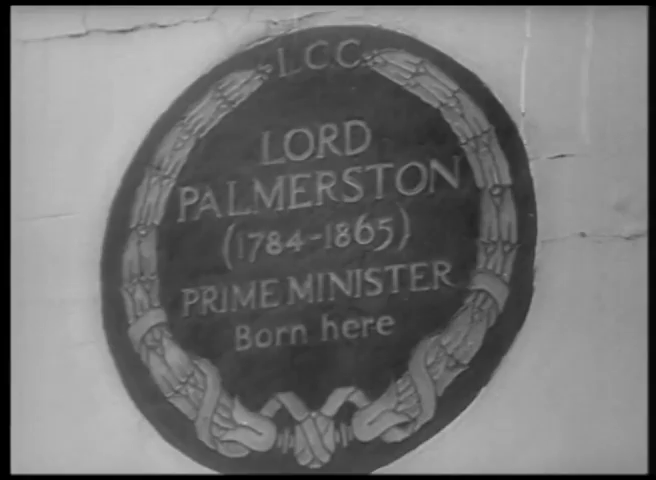 L.C.C.
LORD
PALMERSTON
(1784-1865)
PRIME MINISTER
Born here